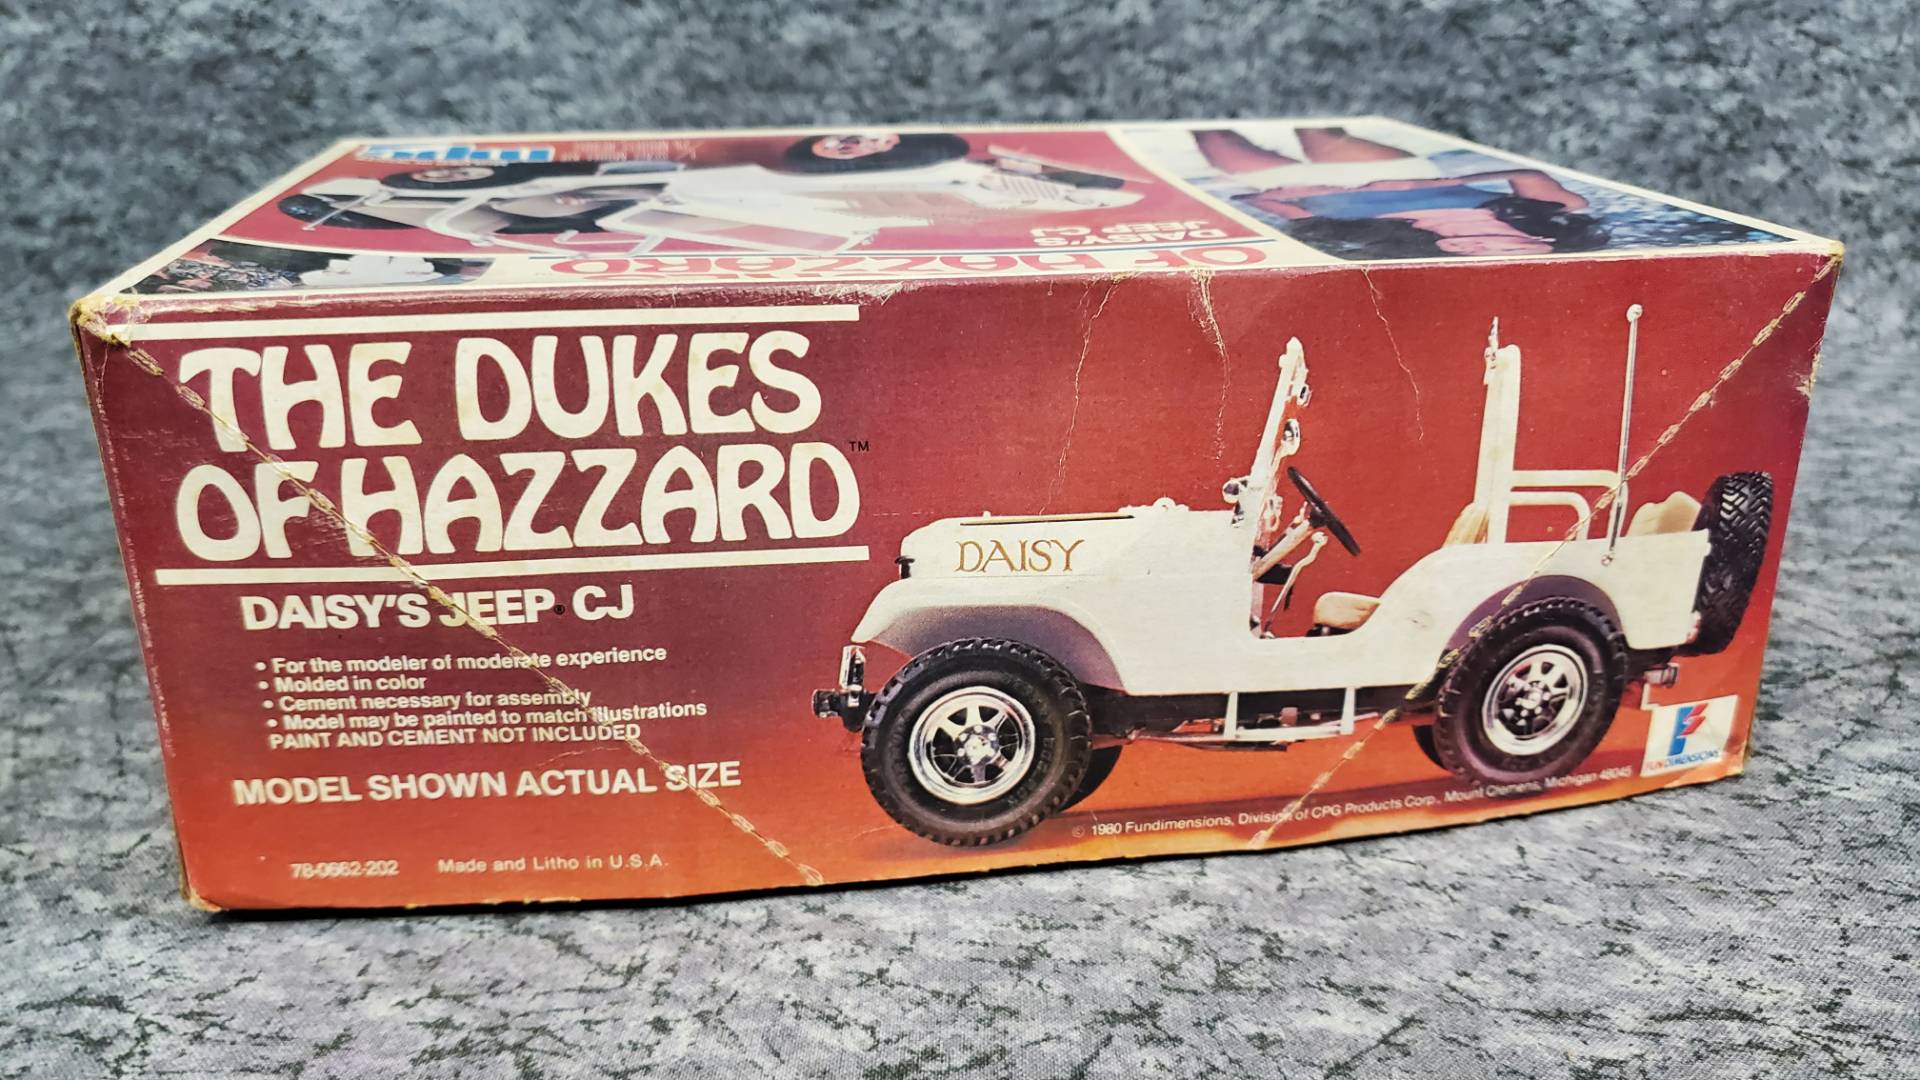 mpc
DAISY'S
JEEP CJ
OF HAZZARD
THE DUKES
OF HAZZARD™
DAISY'S JEEP® CJ
• For the modeler of moderate experience
• Molded in color
• Cement necessary for assembly
• Model may be painted to match illustrations
PAINT AND CEMENT NOT INCLUDED
MODEL SHOWN ACTUAL SIZE
78-0662-202 Made and Litho in U.S.A.
DAISY
FUNDIMENSIONS
© 1980 Fundimensions, Division of CPG Products Corp., Mount Clemens, Michigan 48045